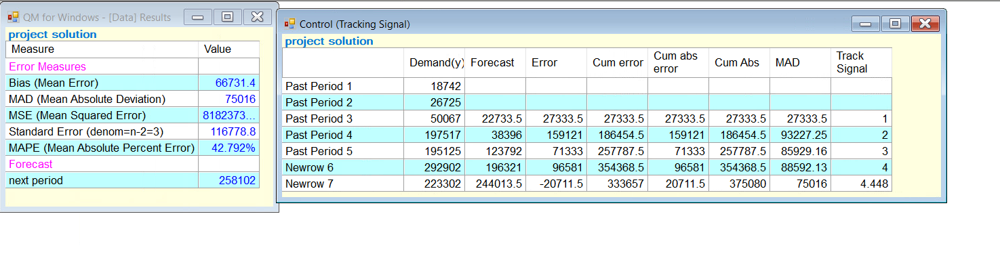 QM for Windows - [Data] Results
project solution
Measure Value
Error Measures
Bias (Mean Error) 66731.4
MAD (Mean Absolute Deviation) 75016
MSE (Mean Squared Error) 8182373...
Standard Error (denom=n-2=3) 116778.8
MAPE (Mean Absolute Percent Error) 42.792%
Forecast
next period 258102
Control (Tracking Signal)
project solution
Demand(y) Forecast Error Cum error Cum abs error Cum Abs MAD Track Signal
Past Period 1 18742
Past Period 2 26725
Past Period 3 50067 22733.5 27333.5 27333.5 27333.5 27333.5 27333.5 1
Past Period 4 197517 38396 159121 186454.5 159121 186454.5 93227.25 2
Past Period 5 195125 123792 71333 257787.5 71333 257787.5 85929.16 3
Newrow 6 292902 196321 96581 354368.5 96581 354368.5 88592.13 4
Newrow 7 223302 244013.5 -20711.5 333657 20711.5 375080 75016 4.448